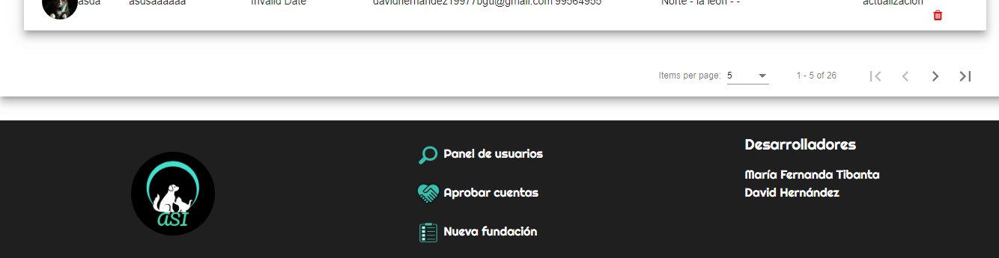 asda asdsaaaaaa Invalid Date davidhernandez19977bgu@gmail.com 99564955 Norte - la leon - - actualización
Items per page: 5 1 - 5 of 26
Desarrolladores
Panel de usuarios
María Fernanda Tibanta
Aprobar cuentas
David Hernández
asi
Nueva fundación